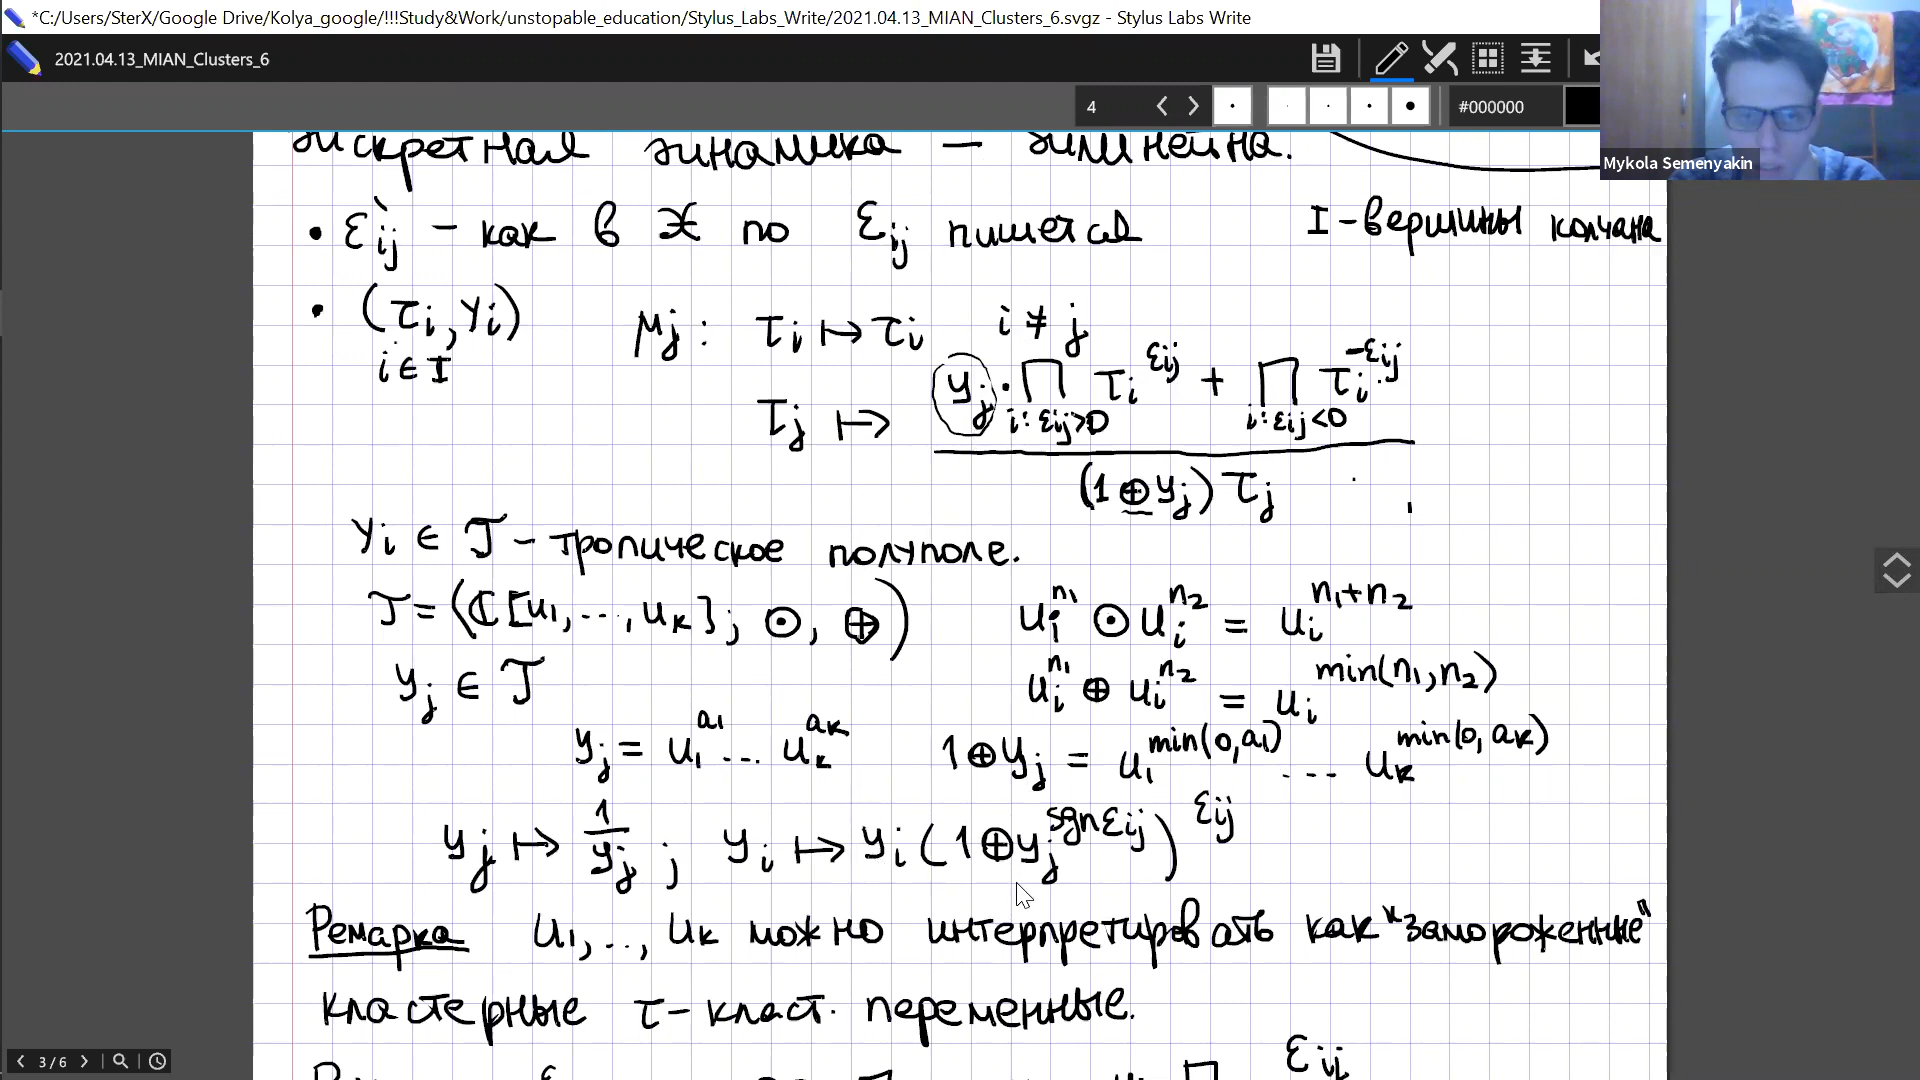 *C:/Users/SterX/Google Drive/Kolya_google/!!!Study&Work/unstopable_education/Stylus_Labs_Write/2021.04.13_MIAN_Clusters_6.svgz - Stylus Labs Write
2021.04.13_MIAN_Clusters_6
4
#000000
Mykola Semenyakin
дискретная динамика —
• ὲij – как в 𝒳 по εij пишется
I – вершины колчана
• (τi, yi) i∈I
μj : τi ↦ τi i ≠ j
τj ↦ (yj · ∏_{i: εij>0} τi^{εij} + ∏_{i: εij<0} τi^{-εij}) / ((1 ⊕ yj) τj)
yi ∈ 𝒯 – тропическое полуполе.
𝒯 = (ℂ[u1, ..., uk]; ⊙, ⊕) ui^{n1} ⊙ ui^{n2} = ui^{n1+n2}
yj ∈ 𝒯 ui^{n1} ⊕ ui^{n2} = ui^{min(n1,n2)}
yj = u1^{a1} ... uk^{ak} 1⊕yj = u1^{min(0,a1)} ... uk^{min(0,ak)}
yj ↦ 1/yj ; yi ↦ yi (1⊕yj^{sgn εij})^{εij}
Ремарка u1, .., uk можно интерпретировать как "замороженные"
кластерные τ – класт. переменные.
εij
3/6